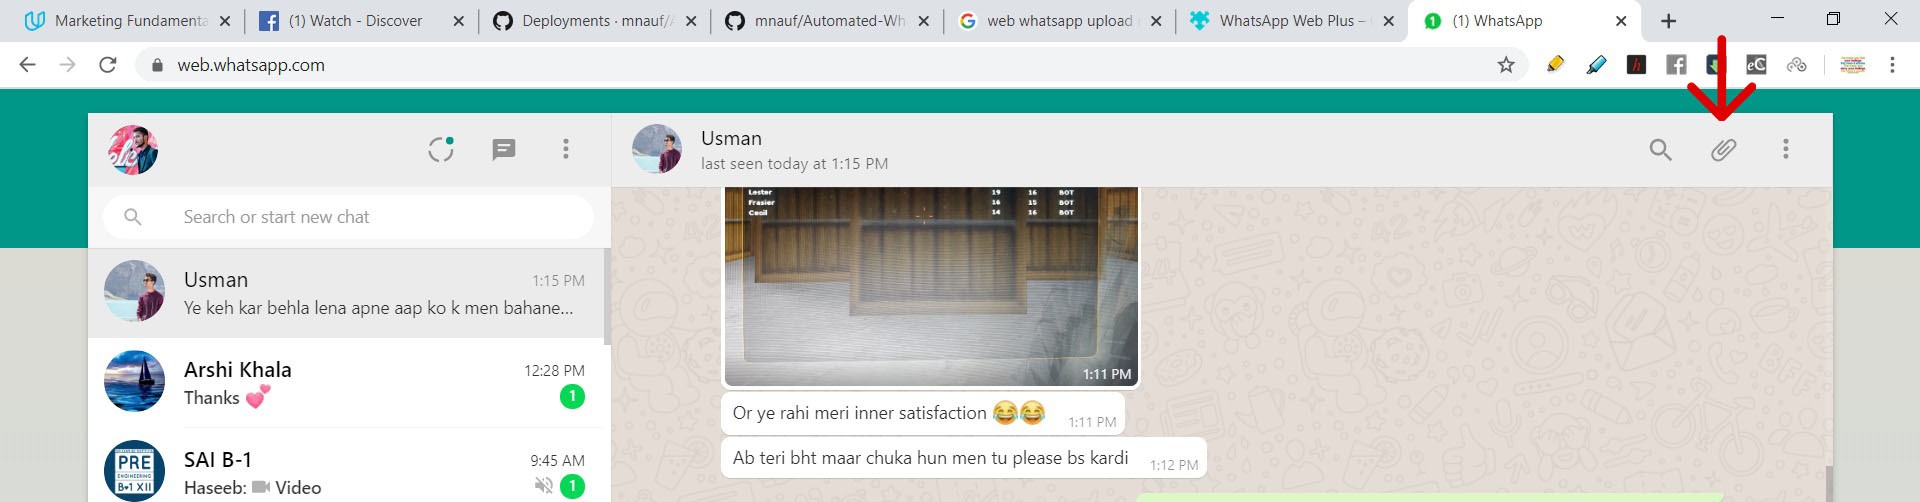 Marketing Fundamenta
(1) Watch - Discover
Deployments · mnauf/A
mnauf/Automated-Wh
web whatsapp upload
WhatsApp Web Plus –
(1) WhatsApp
web.whatsapp.com
Usman
last seen today at 1:15 PM
Search or start new chat
Usman
1:15 PM
Ye keh kar behla lena apne aap ko k men bahane...
Arshi Khala
12:28 PM
Thanks 💕
1
SAI B-1
9:45 AM
Haseeb: Video
1
PRE
ENGINEERING
B-1 XII
Lester 19 16 BOT
Frasier 16 15 BOT
Cecil 14 16 BOT
1:11 PM
Or ye rahi meri inner satisfaction 😂😂
1:11 PM
Ab teri bht maar chuka hun men tu please bs kardi
1:12 PM